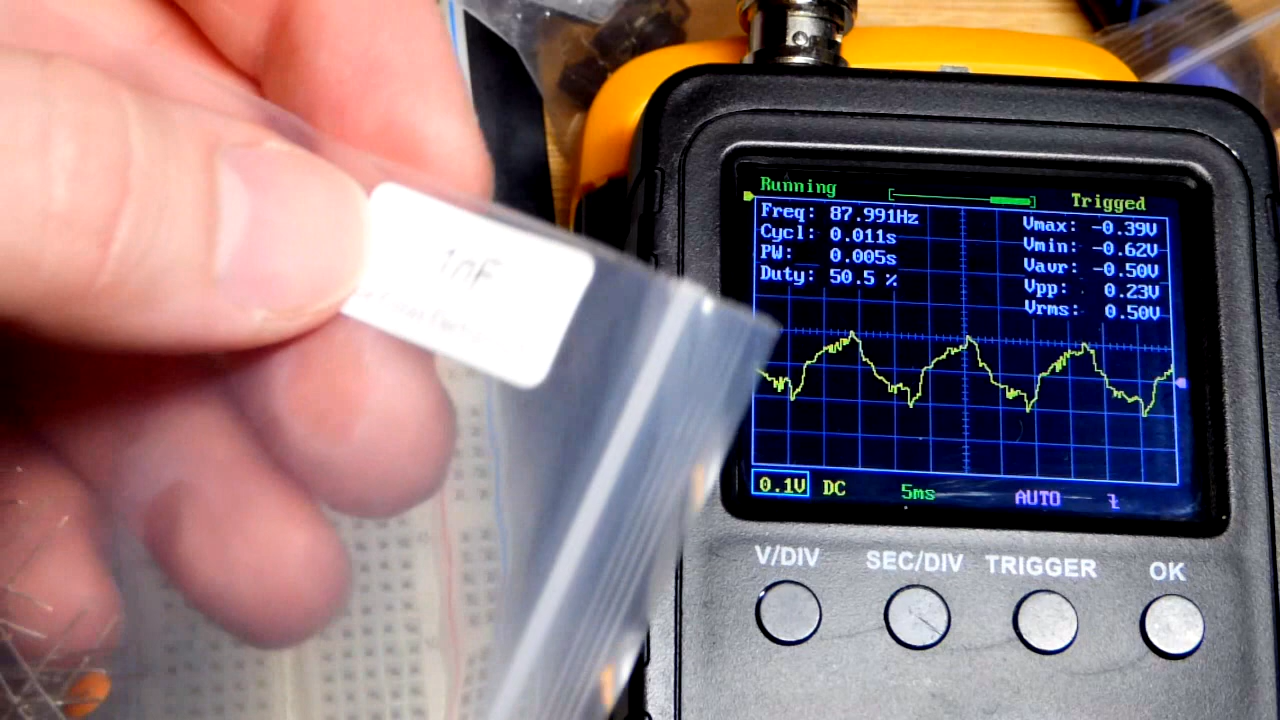 1nF
Running
Trigged
Freq: 87.991Hz
Cycl: 0.011s
PW: 0.005s
Duty: 50.5 %
Vmax: -0.39V
Vmin: -0.62V
Vavr: -0.50V
Vpp: 0.23V
Vrms: 0.50V
0.1V DC 5ms AUTO
V/DIV SEC/DIV TRIGGER OK